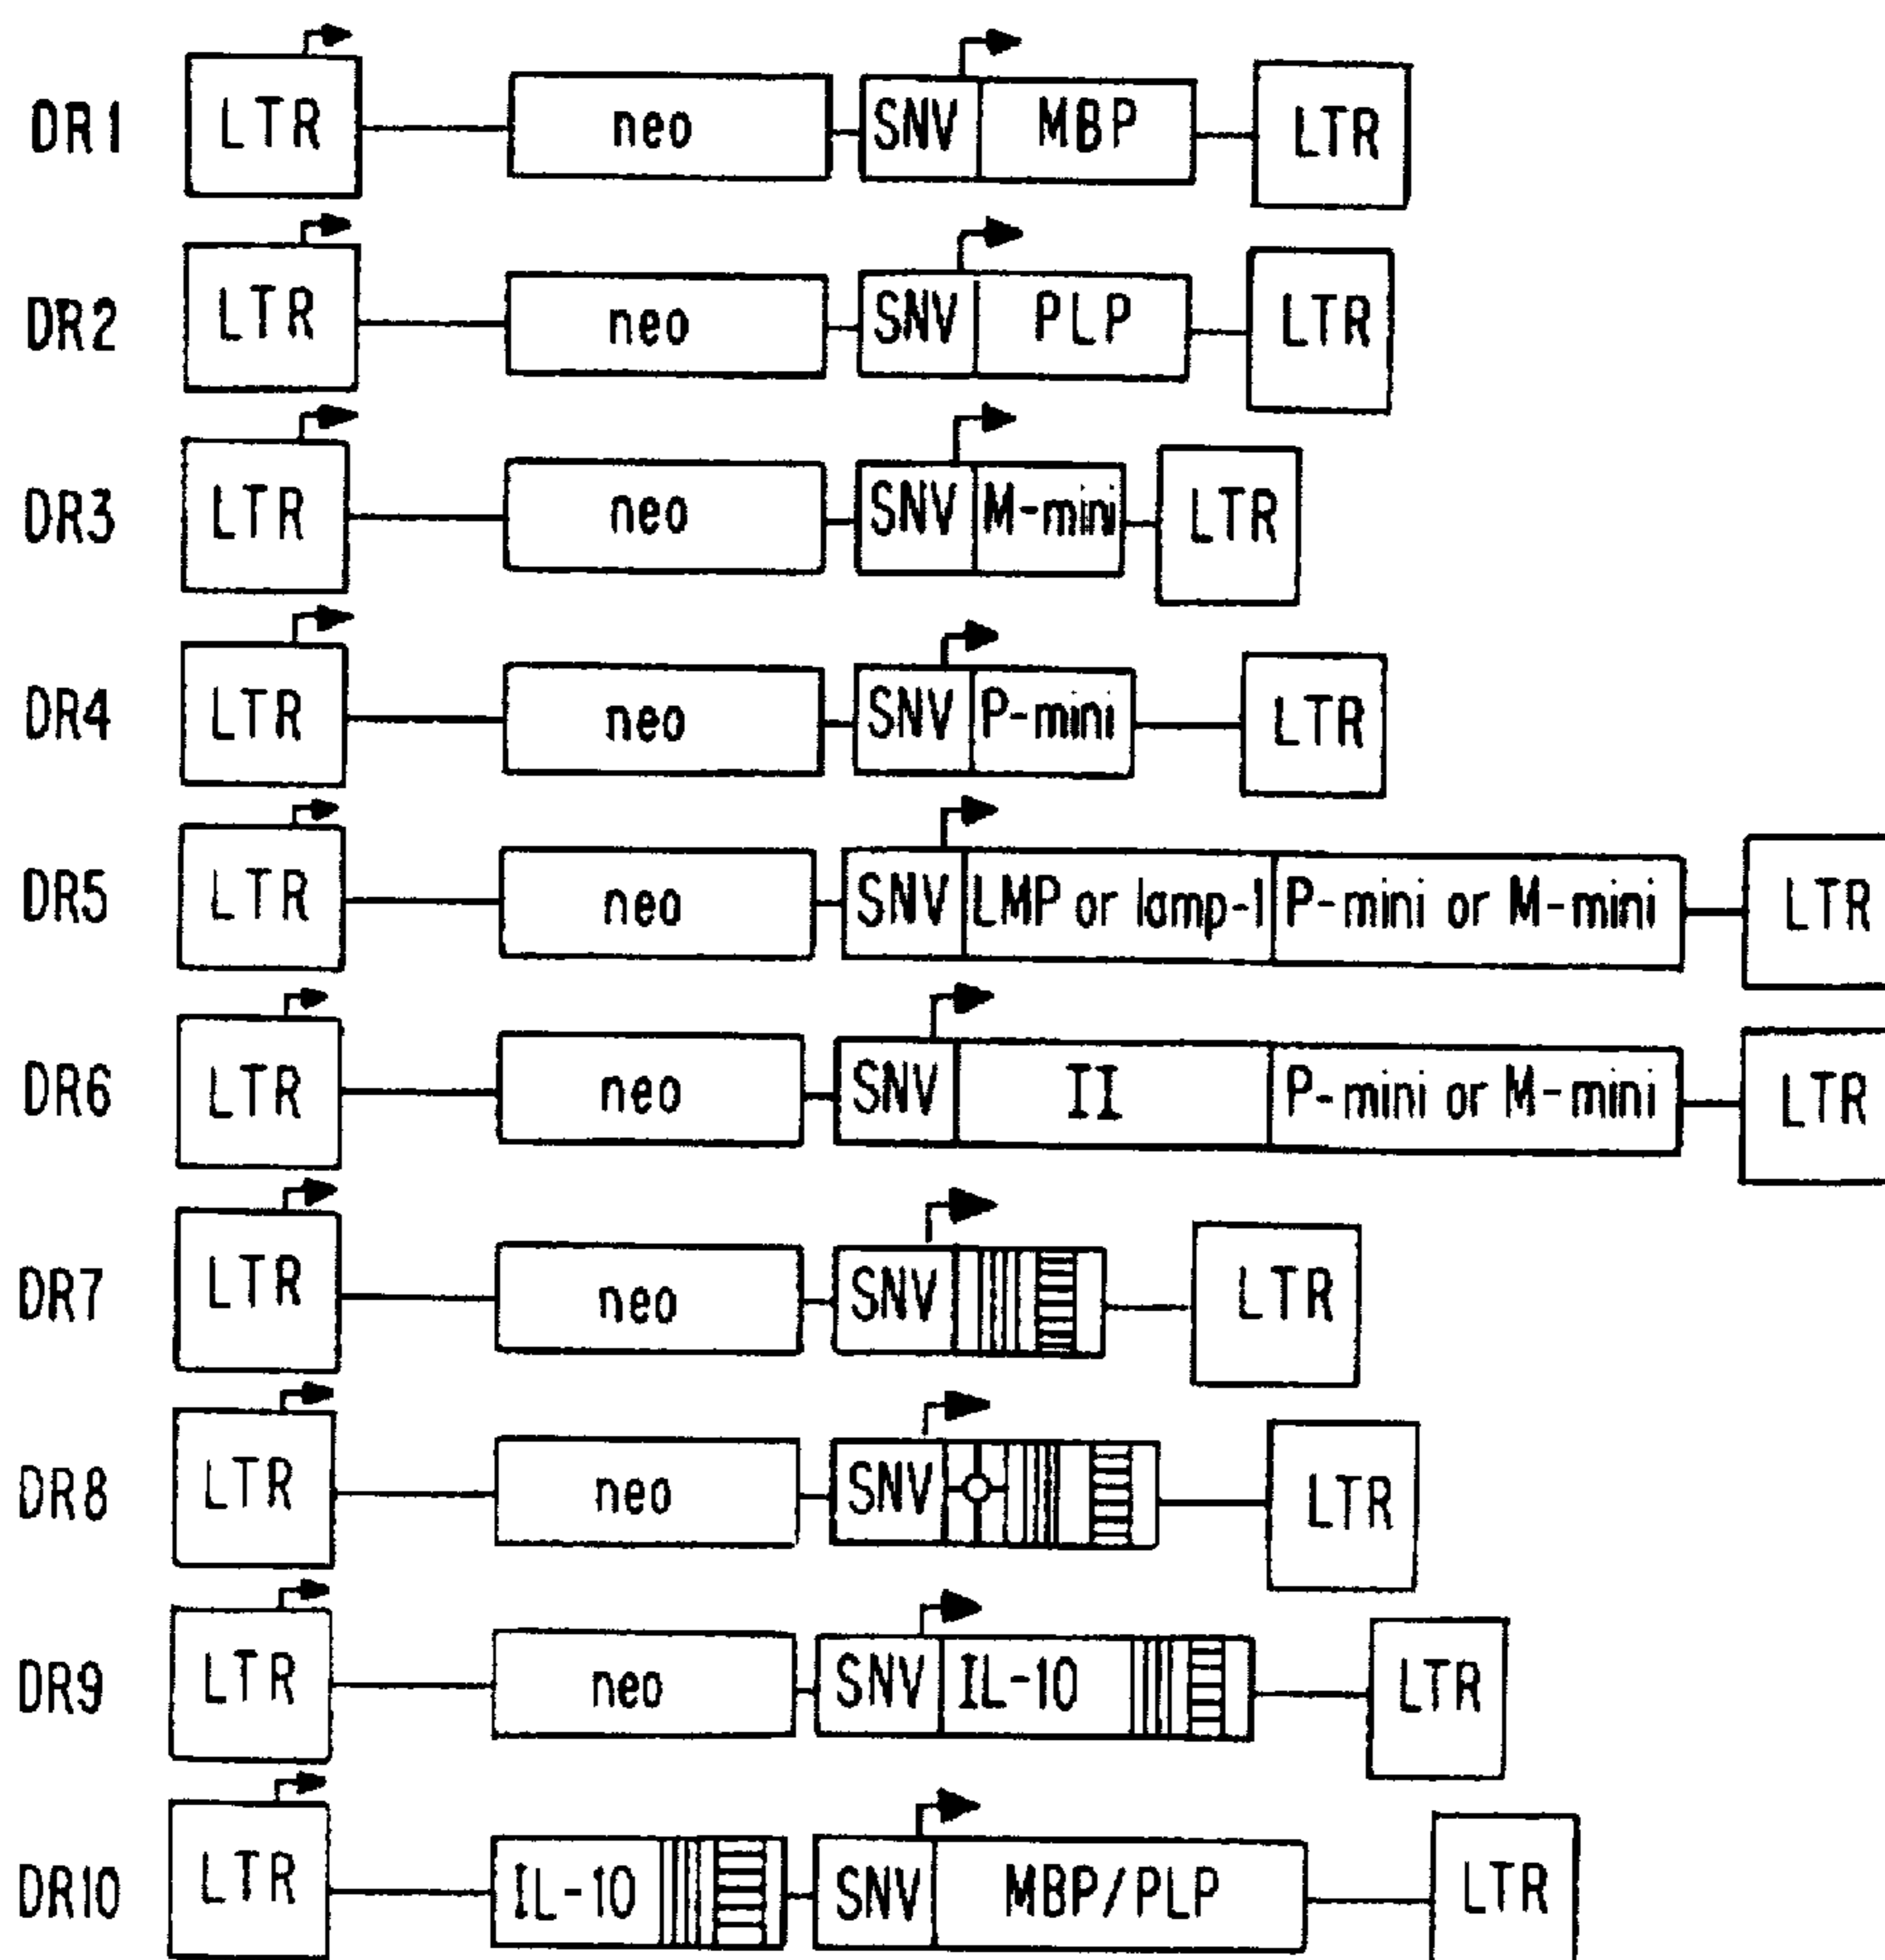 DR1 LTR neo SNV MBP LTR
DR2 LTR neo SNV PLP LTR
DR3 LTR neo SNV M-mini LTR
DR4 LTR neo SNV P-mini LTR
DR5 LTR neo SNV LMP or lamp-1 P-mini or M-mini LTR
DR6 LTR neo SNV II P-mini or M-mini LTR
DR7 LTR neo SNV LTR
DR8 LTR neo SNV LTR
DR9 LTR neo SNV IL-10 LTR
DR10 LTR IL-10 SNV MBP/PLP LTR